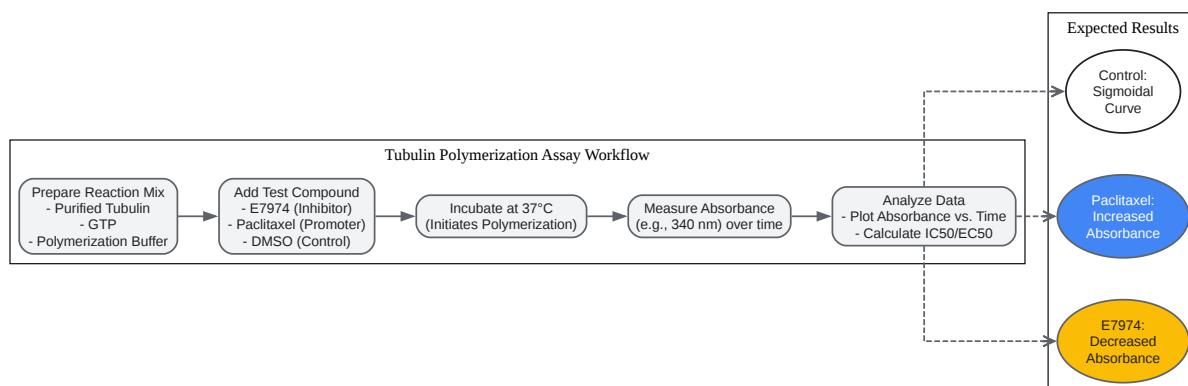 Tubulin Polymerization Assay Workflow
Prepare Reaction Mix
- Purified Tubulin
- GTP
- Polymerization Buffer
Add Test Compound
- E7974 (Inhibitor)
- Paclitaxel (Promoter)
- DMSO (Control)
Incubate at 37°C
(Initiates Polymerization)
Measure Absorbance
(e.g., 340 nm) over time
Analyze Data
- Plot Absorbance vs. Time
- Calculate IC50/EC50
Expected Results
Control:
Sigmoidal
Curve
Paclitaxel:
Increased
Absorbance
E7974:
Decreased
Absorbance